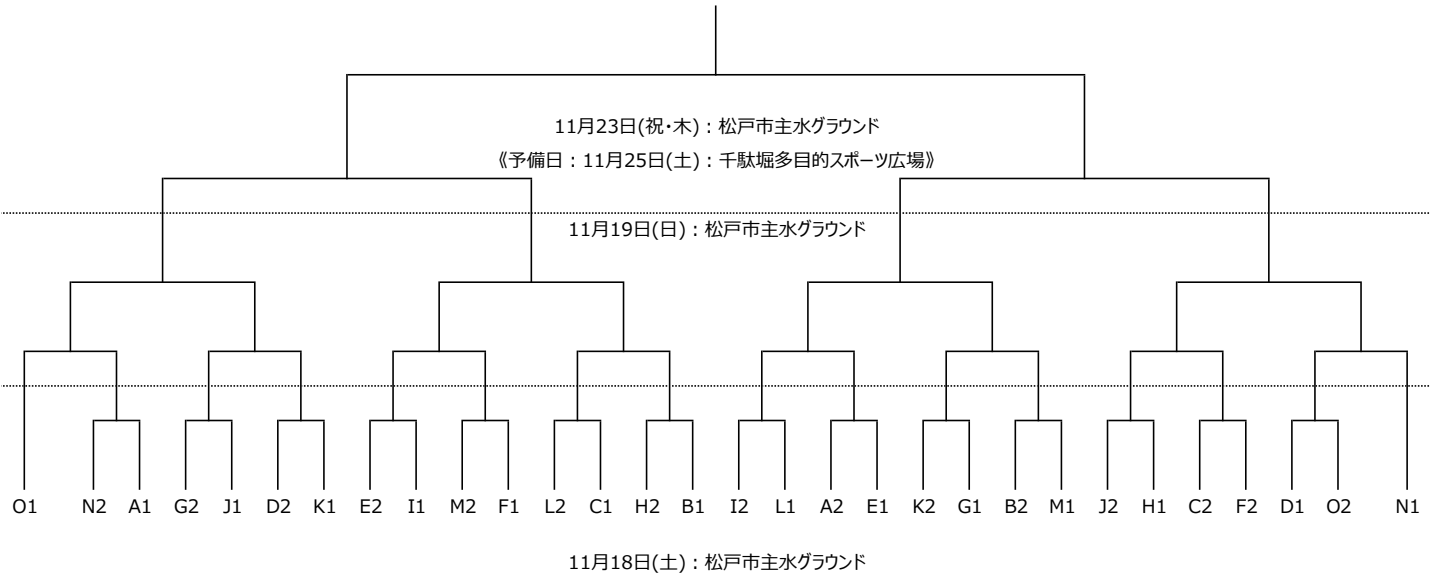 11月23日(祝・木)：松戸市主水グラウンド
《予備日：11月25日(土)：千駄堀多目的スポーツ広場》
11月19日(日)：松戸市主水グラウンド
O1 N2 A1 G2 J1 D2 K1 E2 I1 M2 F1 L2 C1 H2 B1 I2 L1 A2 E1 K2 G1 B2 M1 J2 H1 C2 F2 D1 O2 N1
11月18日(土)：松戸市主水グラウンド